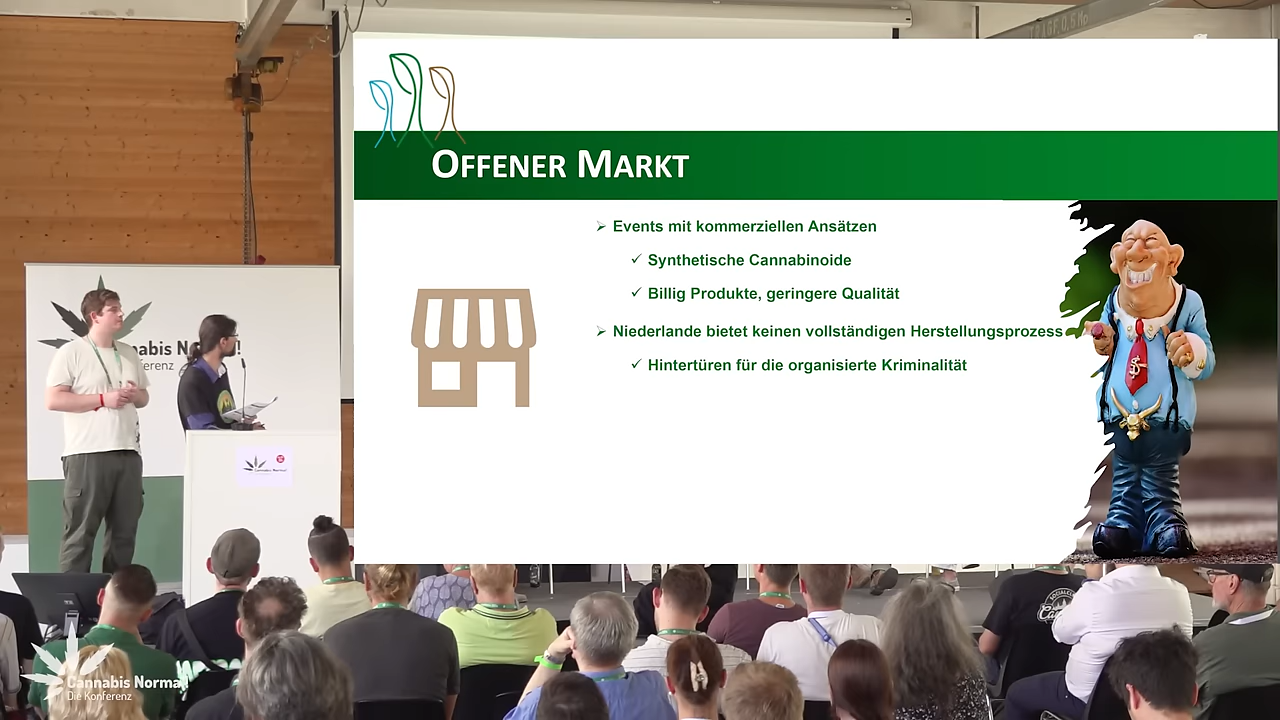 OFFENER MARKT
Events mit kommerziellen Ansätzen
Synthetische Cannabinoide
Billig Produkte, geringere Qualität
Niederlande bietet keinen vollständigen Herstellungsprozess
Hintertüren für die organisierte Kriminalität
Cannabis Normal
Die Konferenz